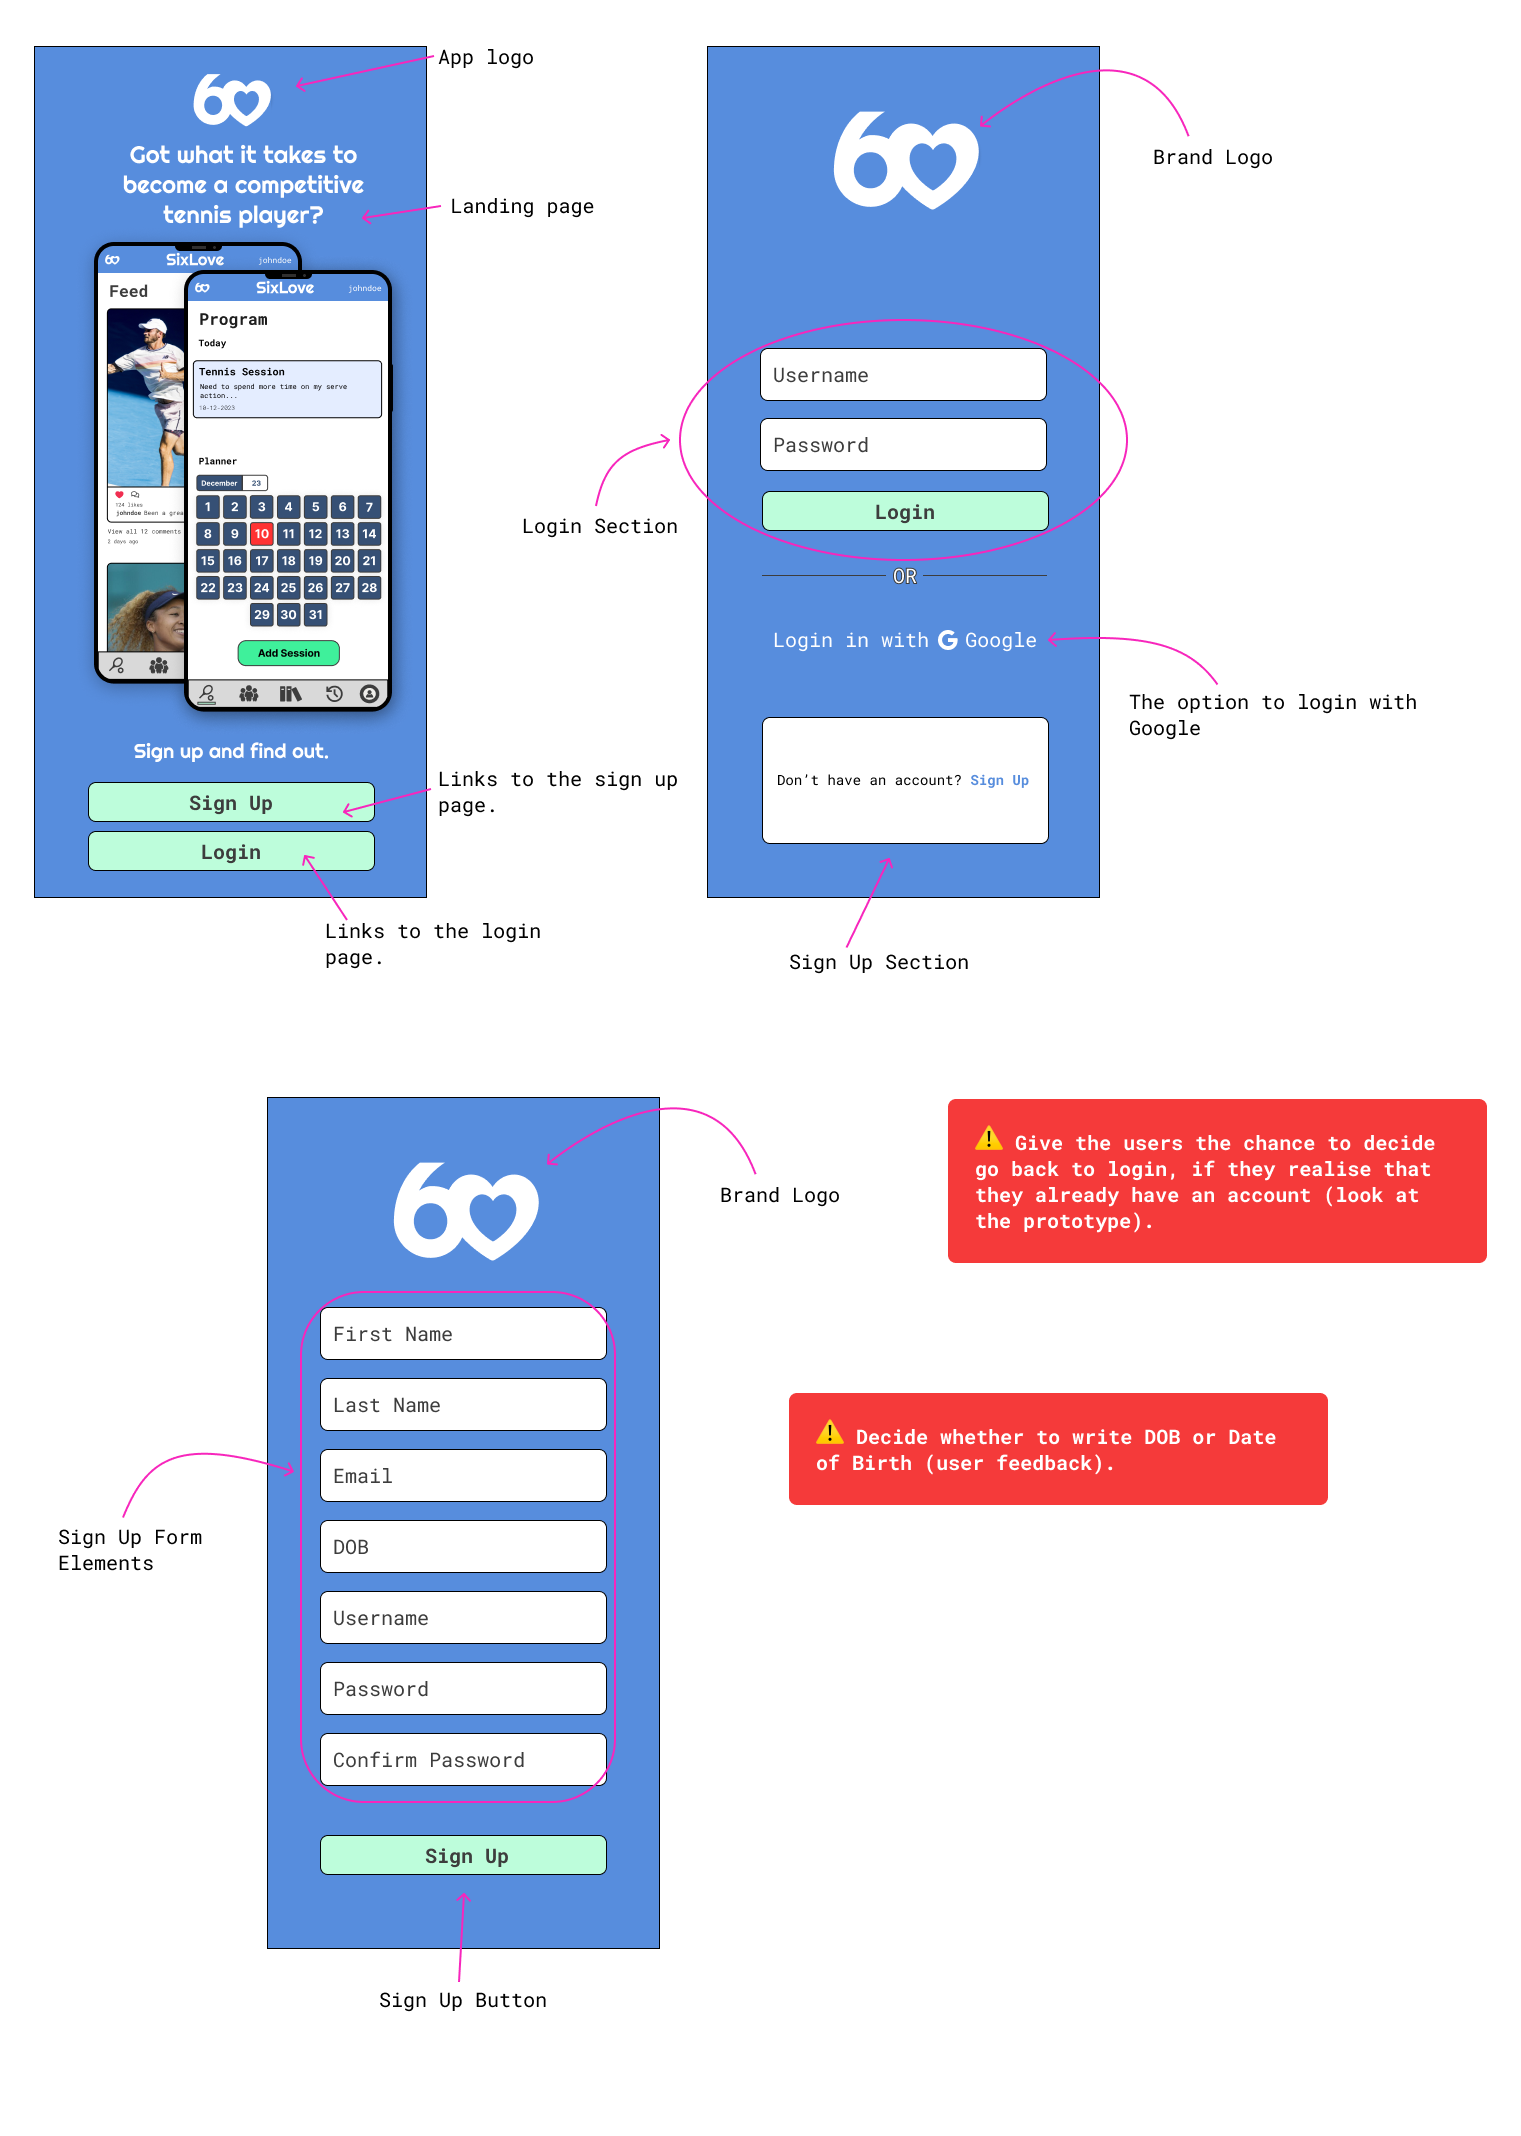 App logo
60
Got what it takes to
become a competitive
tennis player?
Landing page
SixLove
johndoe
Feed
124 likes
johndoe Been a grea
View all 12 comments
2 days ago
SixLove
johndoe
Program
Today
Tennis Session
Need to spend more time on my serve
action...
10-12-2023
Planner
December 23
1 2 3 4 5 6 7
8 9 10 11 12 13 14
15 16 17 18 19 20 21
22 23 24 25 26 27 28
29 30 31
Add Session
Sign up and find out.
Sign Up
Login
Links to the sign up
page.
Links to the login
page.
Brand Logo
Username
Password
Login
Login Section
OR
Login in with G Google
The option to login with
Google
Don’t have an account? Sign Up
Sign Up Section
Brand Logo
First Name
Last Name
Email
DOB
Username
Password
Confirm Password
Sign Up
Sign Up Form
Elements
Sign Up Button
⚠️ Give the users the chance to decide
go back to login, if they realise that
they already have an account (look at
the prototype).
⚠️ Decide whether to write DOB or Date
of Birth (user feedback).